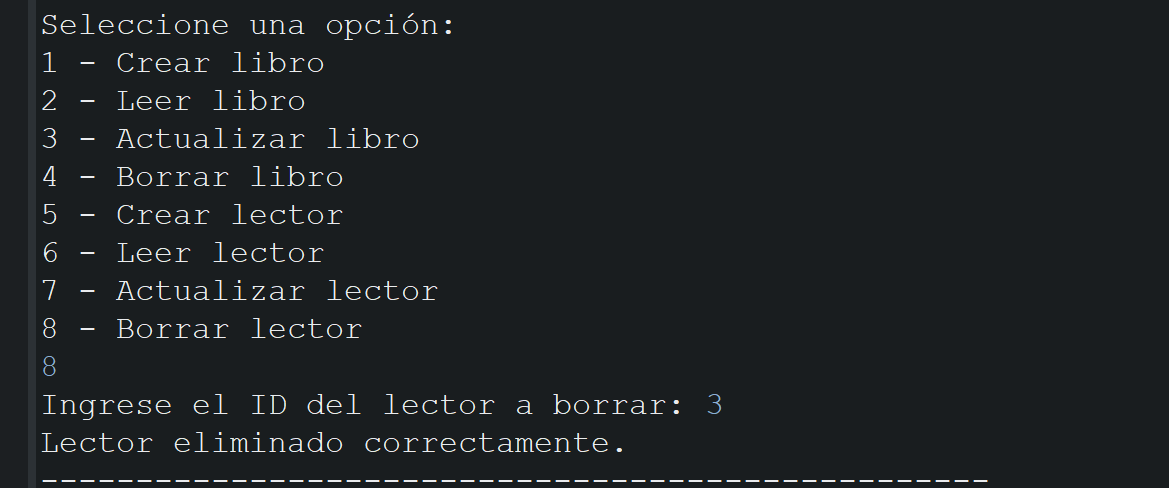 Seleccione una opción:
1 - Crear libro
2 - Leer libro
3 - Actualizar libro
4 - Borrar libro
5 - Crear lector
6 - Leer lector
7 - Actualizar lector
8 - Borrar lector
8
Ingrese el ID del lector a borrar: 3
Lector eliminado correctamente.
--------------------------------------------------